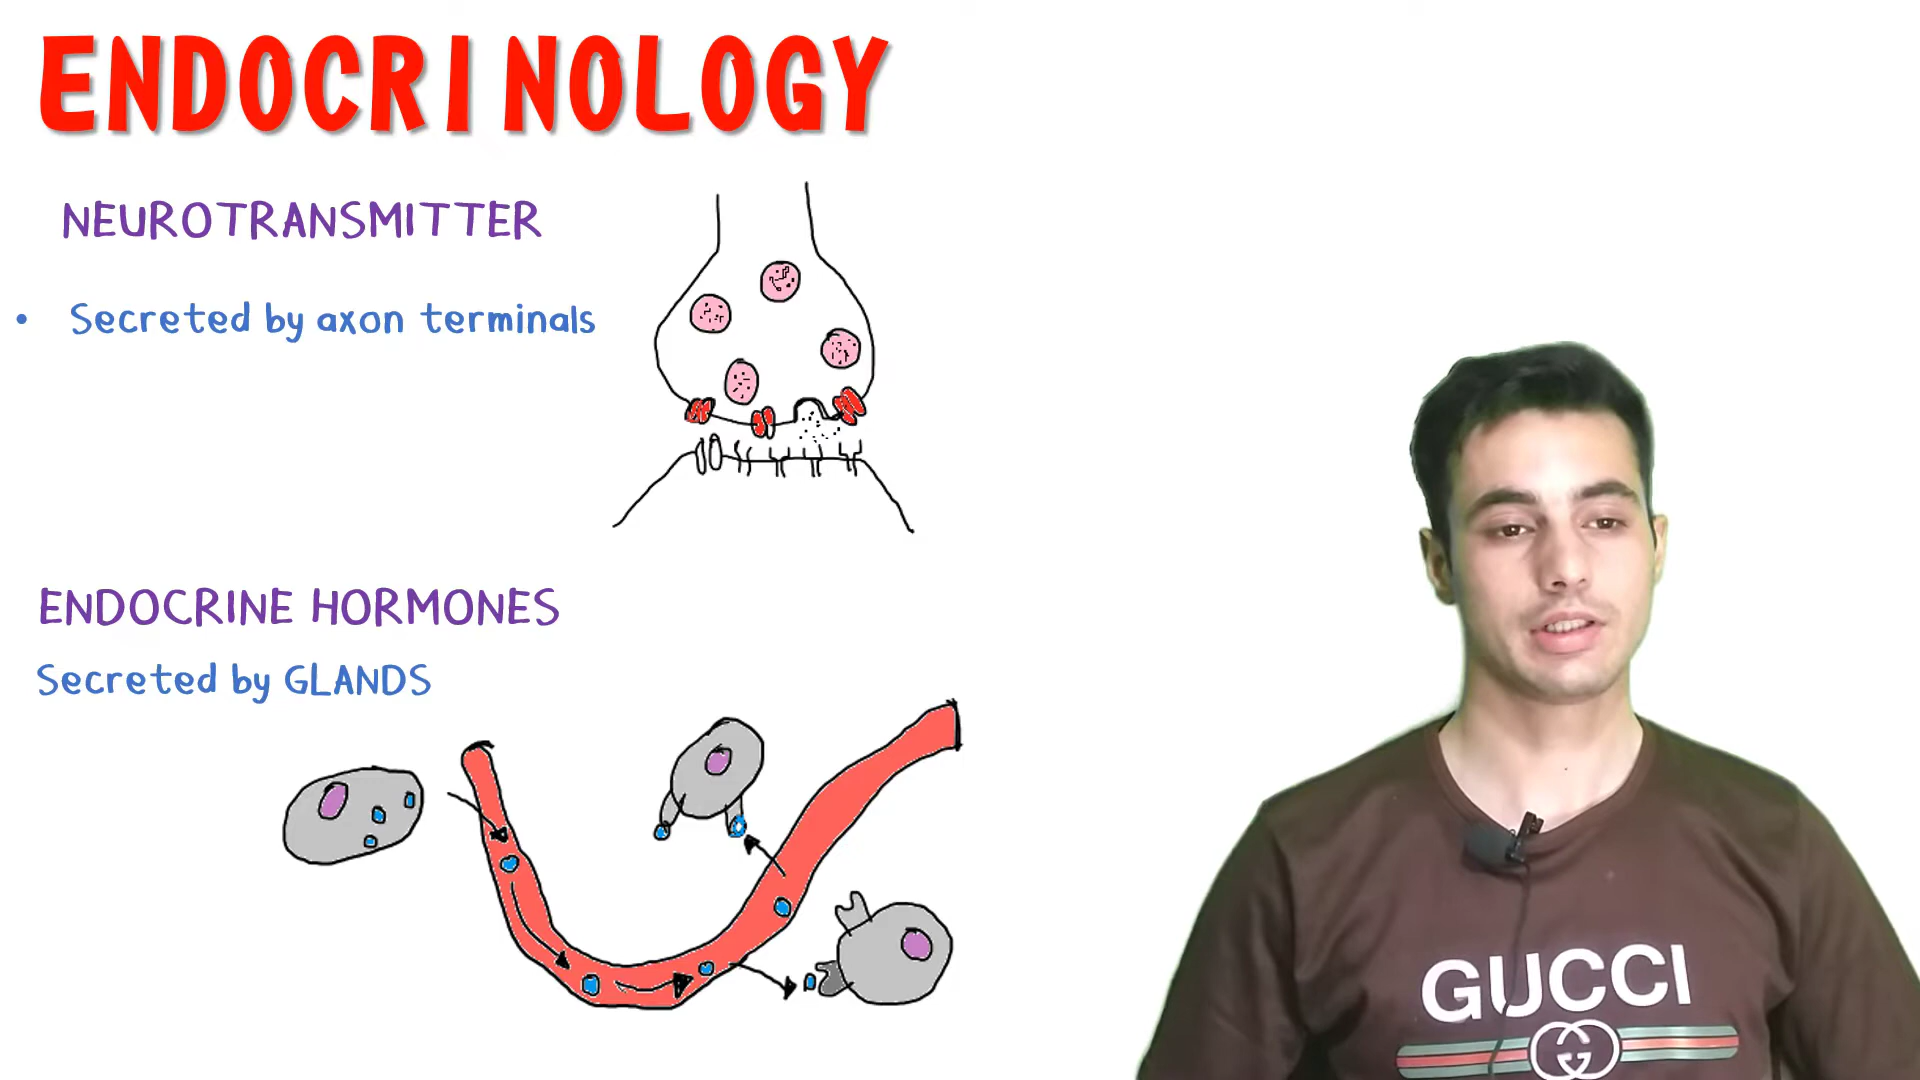 ENDOCRINOLOGY
NEUROTRANSMITTER
• Secreted by axon terminals
ENDOCRINE HORMONES
Secreted by GLANDS
GUCCI